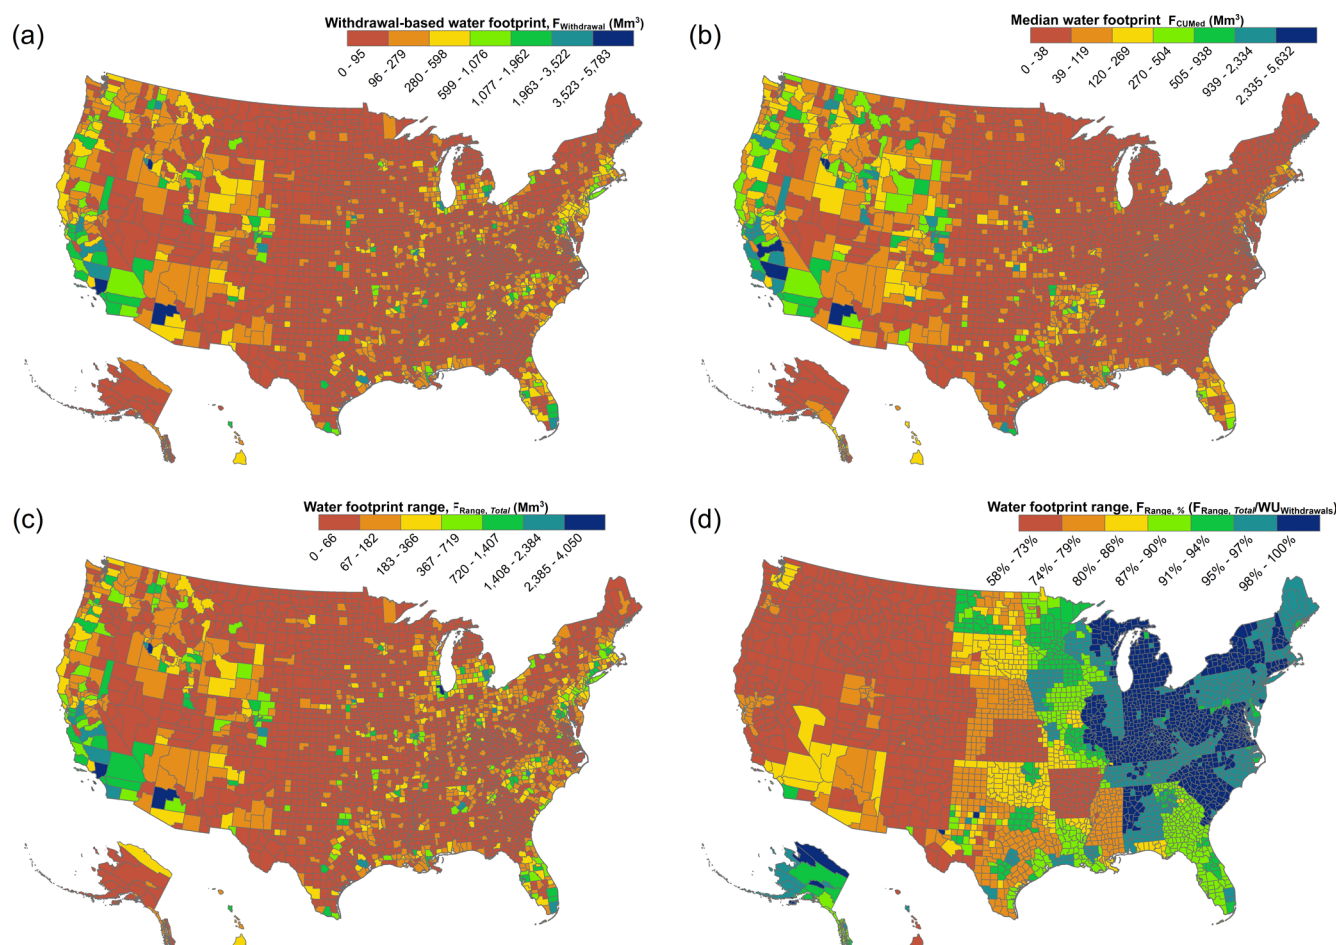 (a)
Withdrawal-based water footprint, FWithdrawal (Mm³)
0 - 95
96 - 279
280 - 598
599 - 1,076
1,077 - 1,962
1,963 - 3,522
3,523 - 5,783
(b)
Median water footprint FCUMed (Mm³)
0 - 38
39 - 119
120 - 269
270 - 504
505 - 938
939 - 2,334
2,335 - 5,632
(c)
Water footprint range, FRange, Total (Mm³)
0 - 66
67 - 182
183 - 366
367 - 719
720 - 1,407
1,408 - 2,384
2,385 - 4,050
(d)
Water footprint range, FRange, % (FRange, Total/WUWithdrawals)
58% - 73%
74% - 79%
80% - 86%
87% - 90%
91% - 94%
95% - 97%
98% - 100%